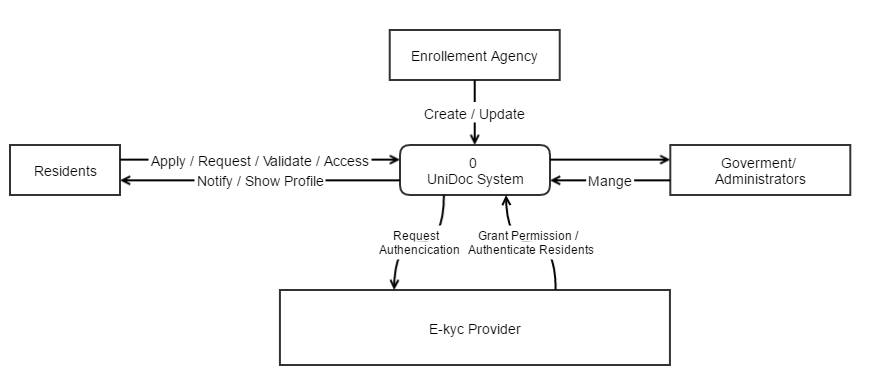 Enrollement Agency
Create / Update
Residents
Apply / Request / Validate / Access
Notify / Show Profile
0
UniDoc System
Mange
Goverment/
Administrators
Request
Authencication
Grant Permission /
Authenticate Residents
E-kyc Provider